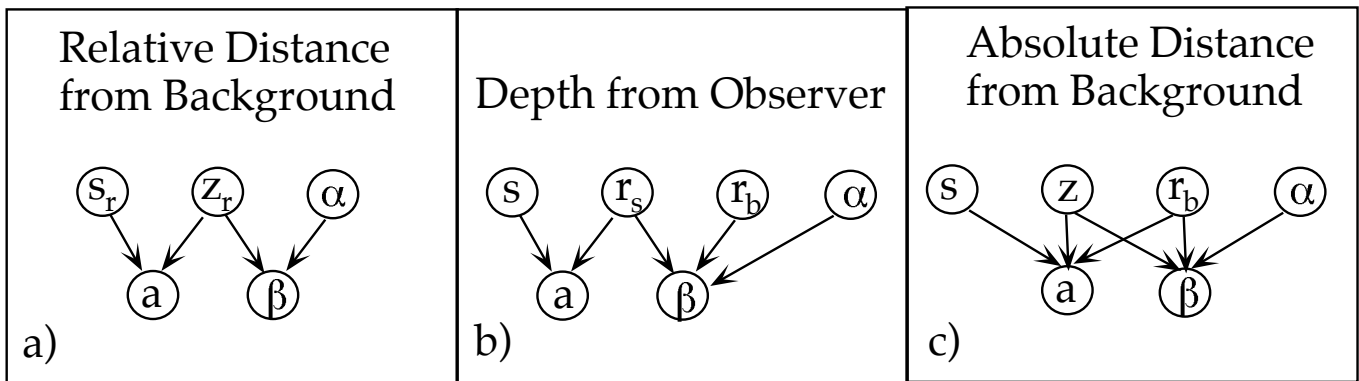 Relative Distance
from Background
s_r z_r α
a β
a)
Depth from Observer
s r_s r_b α
a β
b)
Absolute Distance
from Background
s z r_b α
a β
c)